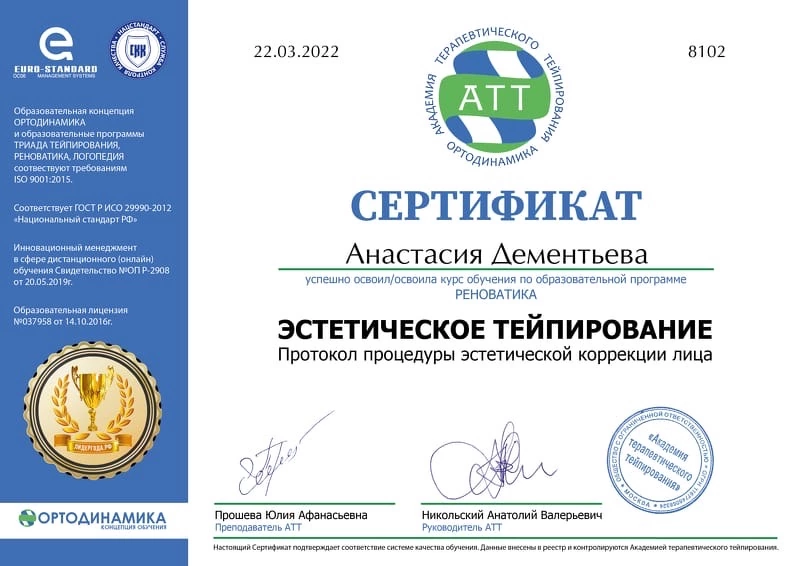 EURO-STANDARD
OC06 MANAGEMENT SYSTEMS
НАЦСТАНДАРТ • СЛУЖБА КОНТРОЛЯ КАЧЕСТВА
СКК
Образовательная концепция
ОРТОДИНАМИКА
и образовательные программы
ТРИАДА ТЕЙПИРОВАНИЯ,
РЕНОВАТИКА, ЛОГОПЕДИЯ
соотвествуют требованиям
ISO 9001:2015.
Соответствует ГОСТ Р ИСО 29990-2012
«Национальный стандарт РФ»
Инновационный менеджмент
в сфере дистанционного (онлайн)
обучения Свидетельство №ОП Р-2908
от 20.05.2019г.
Образовательная лицензия
№037958 от 14.10.2016г.
ЛИДЕРГОДА.РФ
ОРТОДИНАМИКА
КОНЦЕПЦИЯ ОБУЧЕНИЯ
22.03.2022
8102
АКАДЕМИЯ ТЕРАПЕВТИЧЕСКОГО ТЕЙПИРОВАНИЯ
АТТ
ОРТОДИНАМИКА
СЕРТИФИКАТ
Анастасия Дементьева
успешно освоил/освоила курс обучения по образовательной программе
РЕНОВАТИКА
ЭСТЕТИЧЕСКОЕ ТЕЙПИРОВАНИЕ
Протокол процедуры эстетической коррекции лица
Прошева Юлия Афанасьевна
Преподаватель АТТ
Никольский Анатолий Валерьевич
Руководитель АТТ
ОБЩЕСТВО С ОГРАНИЧЕННОЙ ОТВЕТСТВЕННОСТЬЮ
«Академия
терапевтического
тейпирования»
МОСКВА
Настоящий Сертификат подтверждает соответствие системе качества обучения. Данные внесены в реестр и контролируются Академией терапевтического тейпирования.